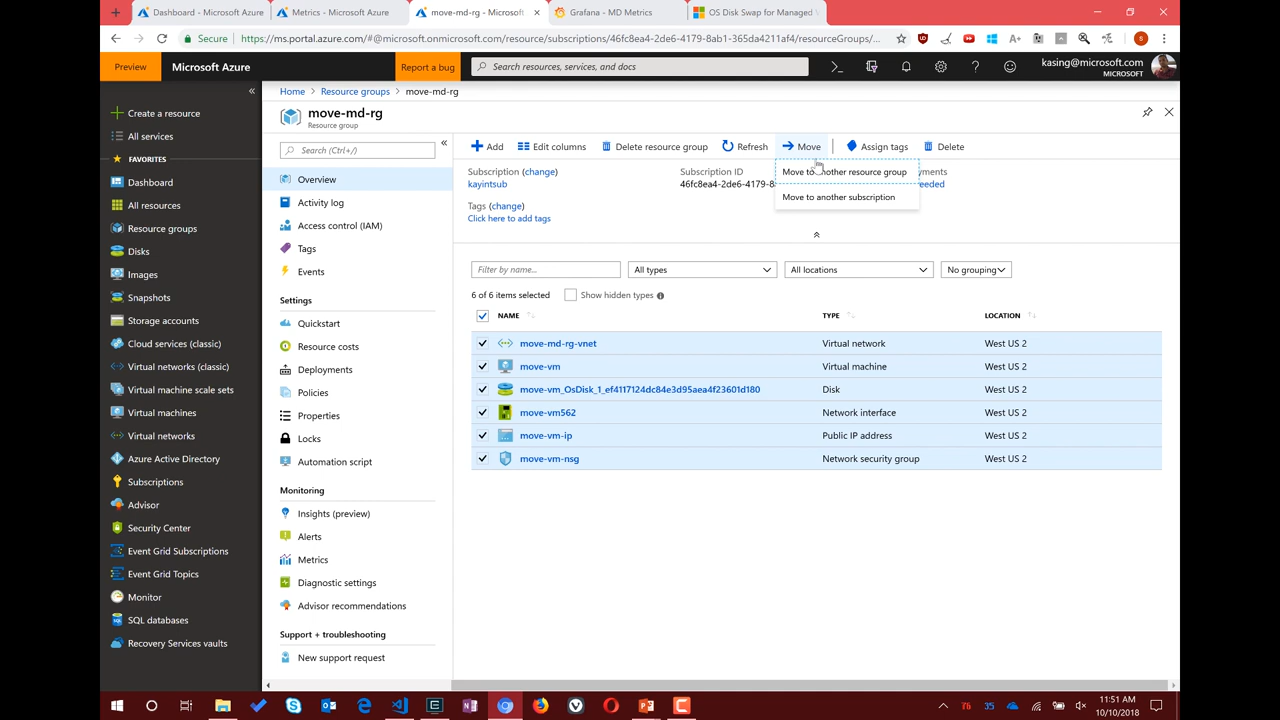 Dashboard - Microsoft Azure
Metrics - Microsoft Azure
move-md-rg - Microsoft
Grafana - MD Metrics
OS Disk Swap for Managed V
Secure
https://ms.portal.azure.com/#@microsoft.onmicrosoft.com/resource/subscriptions/46fc8ea4-2de6-4179-8ab1-365da4211af4/resourceGroups/...
Preview
Microsoft Azure
Report a bug
Search resources, services, and docs
kasing@microsoft.com
MICROSOFT
Home
Resource groups
move-md-rg
Create a resource
All services
FAVORITES
Dashboard
All resources
Resource groups
Disks
Images
Snapshots
Storage accounts
Cloud services (classic)
Virtual networks (classic)
Virtual machine scale sets
Virtual machines
Virtual networks
Azure Active Directory
Subscriptions
Advisor
Security Center
Event Grid Subscriptions
Event Grid Topics
Monitor
SQL databases
Recovery Services vaults
move-md-rg
Resource group
Search (Ctrl+/)
Overview
Activity log
Access control (IAM)
Tags
Events
Settings
Quickstart
Resource costs
Deployments
Policies
Properties
Locks
Automation script
Monitoring
Insights (preview)
Alerts
Metrics
Diagnostic settings
Advisor recommendations
Support + troubleshooting
New support request
Add
Edit columns
Delete resource group
Refresh
Move
Assign tags
Delete
Move to another resource group
Move to another subscription
Subscription (change)
kayintsub
Subscription ID
46fc8ea4-2de6-4179-8
yments
eeded
Tags (change)
Click here to add tags
Filter by name...
All types
All locations
No grouping
6 of 6 items selected
Show hidden types
NAME TYPE LOCATION
move-md-rg-vnet Virtual network West US 2
move-vm Virtual machine West US 2
move-vm_OsDisk_1_ef4117124dc84e3d95aea4f23601d180 Disk West US 2
move-vm562 Network interface West US 2
move-vm-ip Public IP address West US 2
move-vm-nsg Network security group West US 2
11:51 AM
10/10/2018